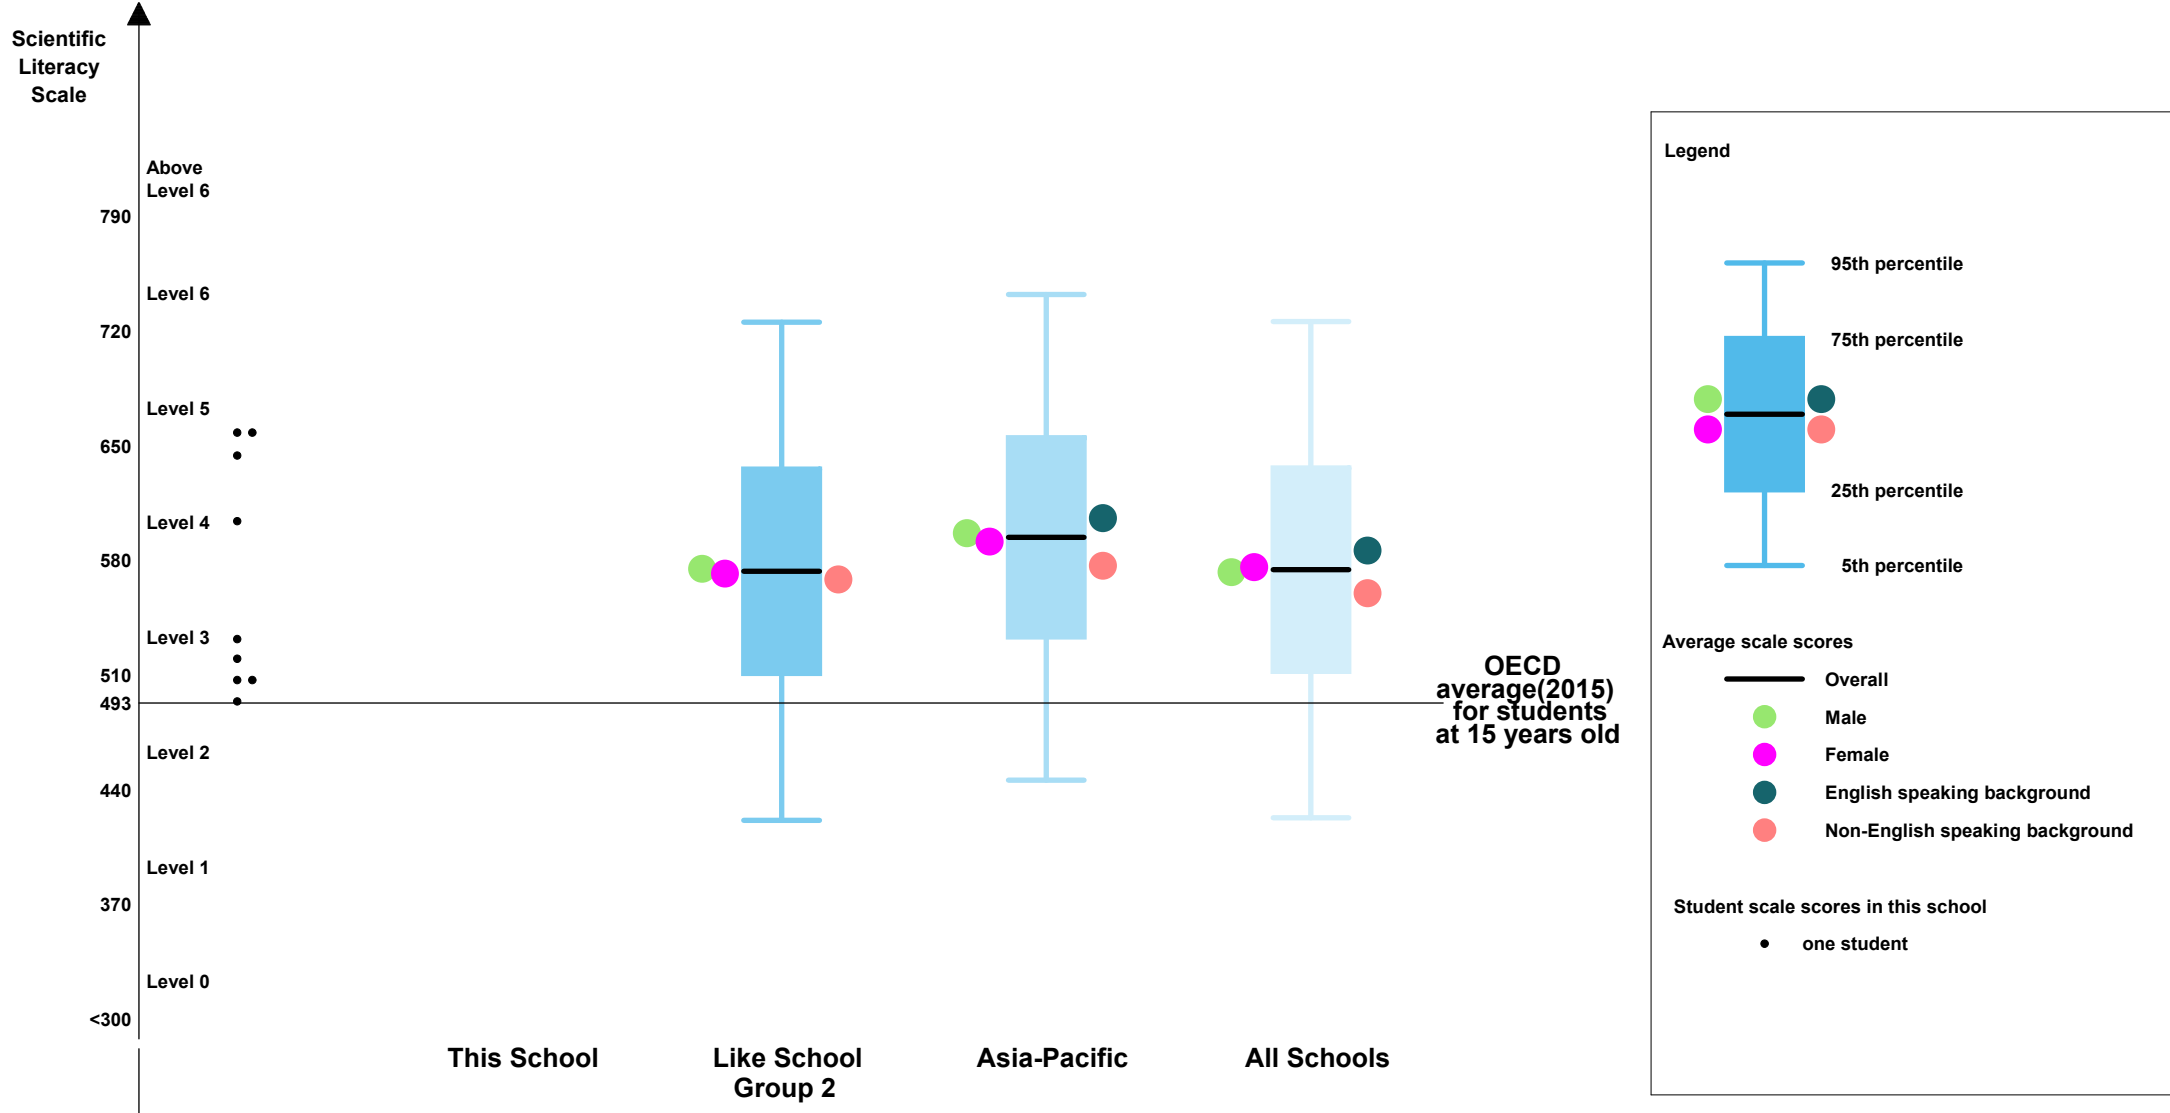 Scientific
Literacy
Scale
Above
Level 6
790
Level 6
720
Level 5
650
Level 4
580
Level 3
510
493
Level 2
440
Level 1
370
Level 0
<300
This School
Like School
Group 2
Asia-Pacific
All Schools
OECD
average(2015)
for students
at 15 years old
Legend
95th percentile
75th percentile
25th percentile
5th percentile
Average scale scores
Overall
Male
Female
English speaking background
Non-English speaking background
Student scale scores in this school
one student